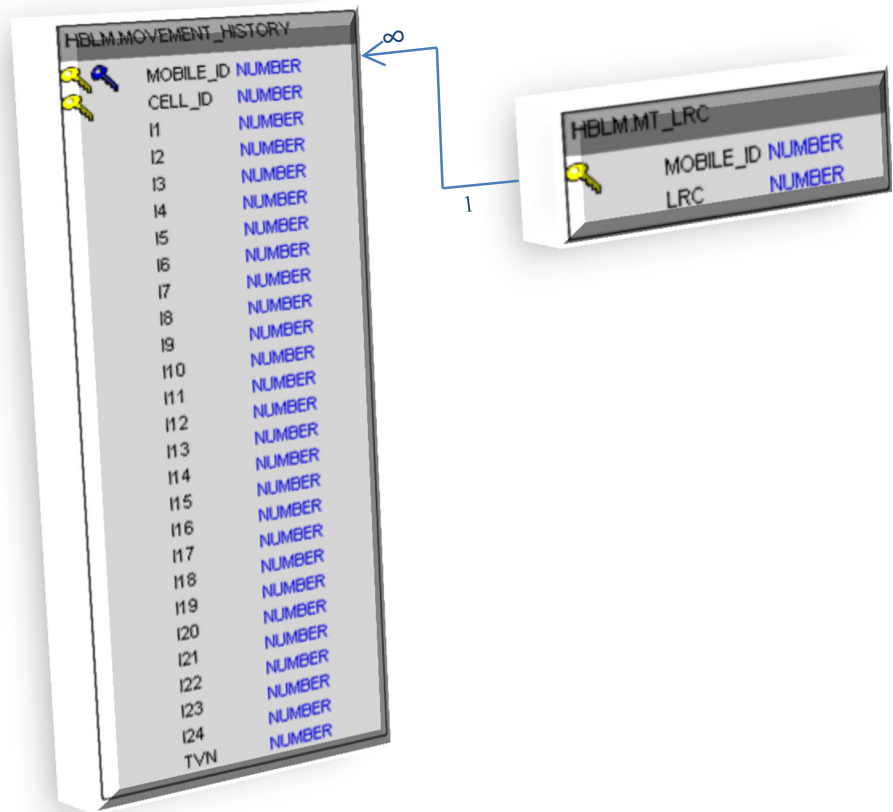 HBLM.MOVEMENT_HISTORY
MOBILE_ID NUMBER
CELL_ID NUMBER
I1 NUMBER
I2 NUMBER
I3 NUMBER
I4 NUMBER
I5 NUMBER
I6 NUMBER
I7 NUMBER
I8 NUMBER
I9 NUMBER
I10 NUMBER
I11 NUMBER
I12 NUMBER
I13 NUMBER
I14 NUMBER
I15 NUMBER
I16 NUMBER
I17 NUMBER
I18 NUMBER
I19 NUMBER
I20 NUMBER
I21 NUMBER
I22 NUMBER
I23 NUMBER
I24 NUMBER
TVN
∞
1
HBLM.MT_LRC
MOBILE_ID NUMBER
LRC NUMBER